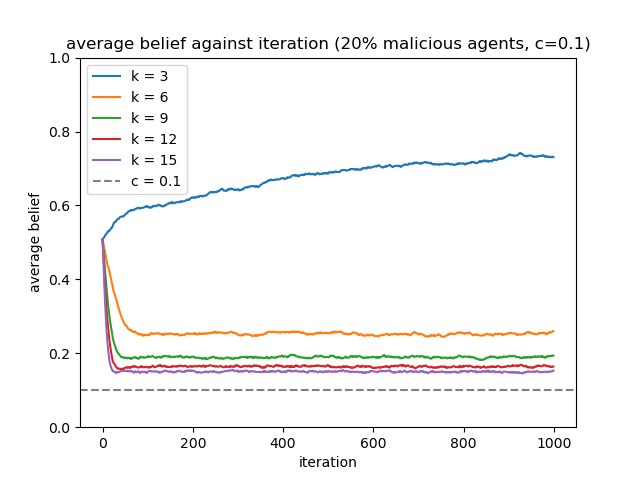 average belief against iteration (20% malicious agents, c=0.1)
1.0
0.8
0.6
0.4
0.2
0.0
average belief
k = 3
k = 6
k = 9
k = 12
k = 15
c = 0.1
0 200 400 600 800 1000
iteration